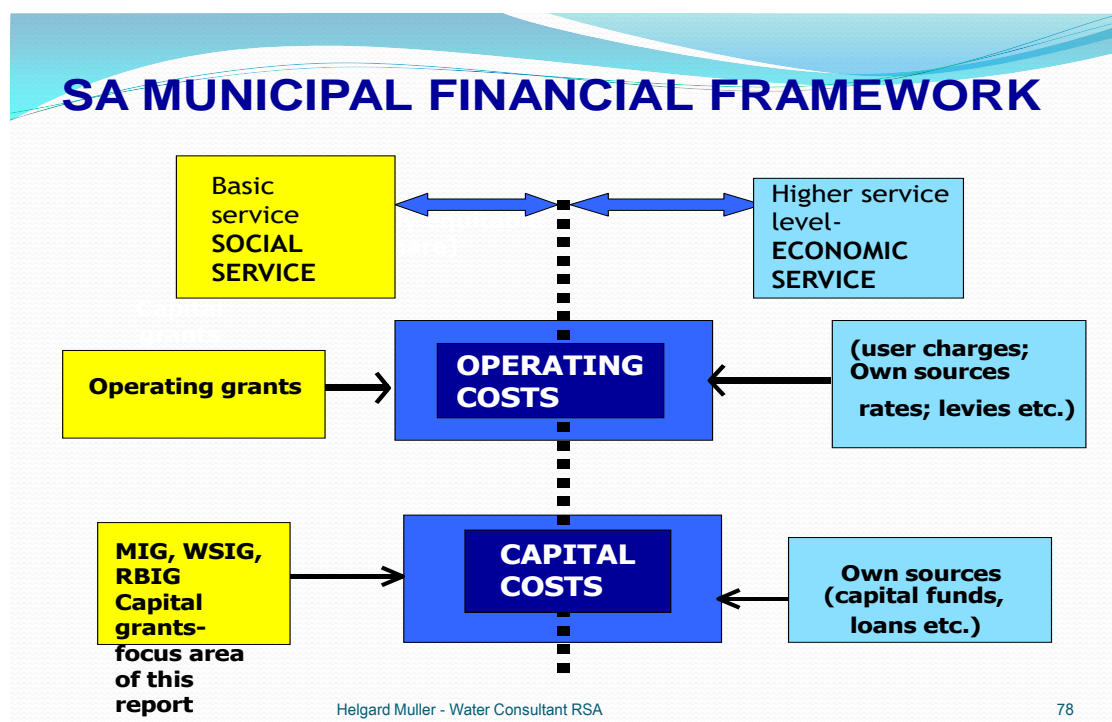 SA MUNICIPAL FINANCIAL FRAMEWORK
Basic
service
SOCIAL
SERVICE
Higher service
level-
ECONOMIC
SERVICE
Capital
grants
Operating grants
OPERATING
COSTS
(user charges;
Own sources
rates; levies etc.)
MIG, WSIG,
RBIG
Capital
grants-
focus area
of this
report
CAPITAL
COSTS
Own sources
(capital funds,
loans etc.)
Helgard Muller - Water Consultant RSA
78